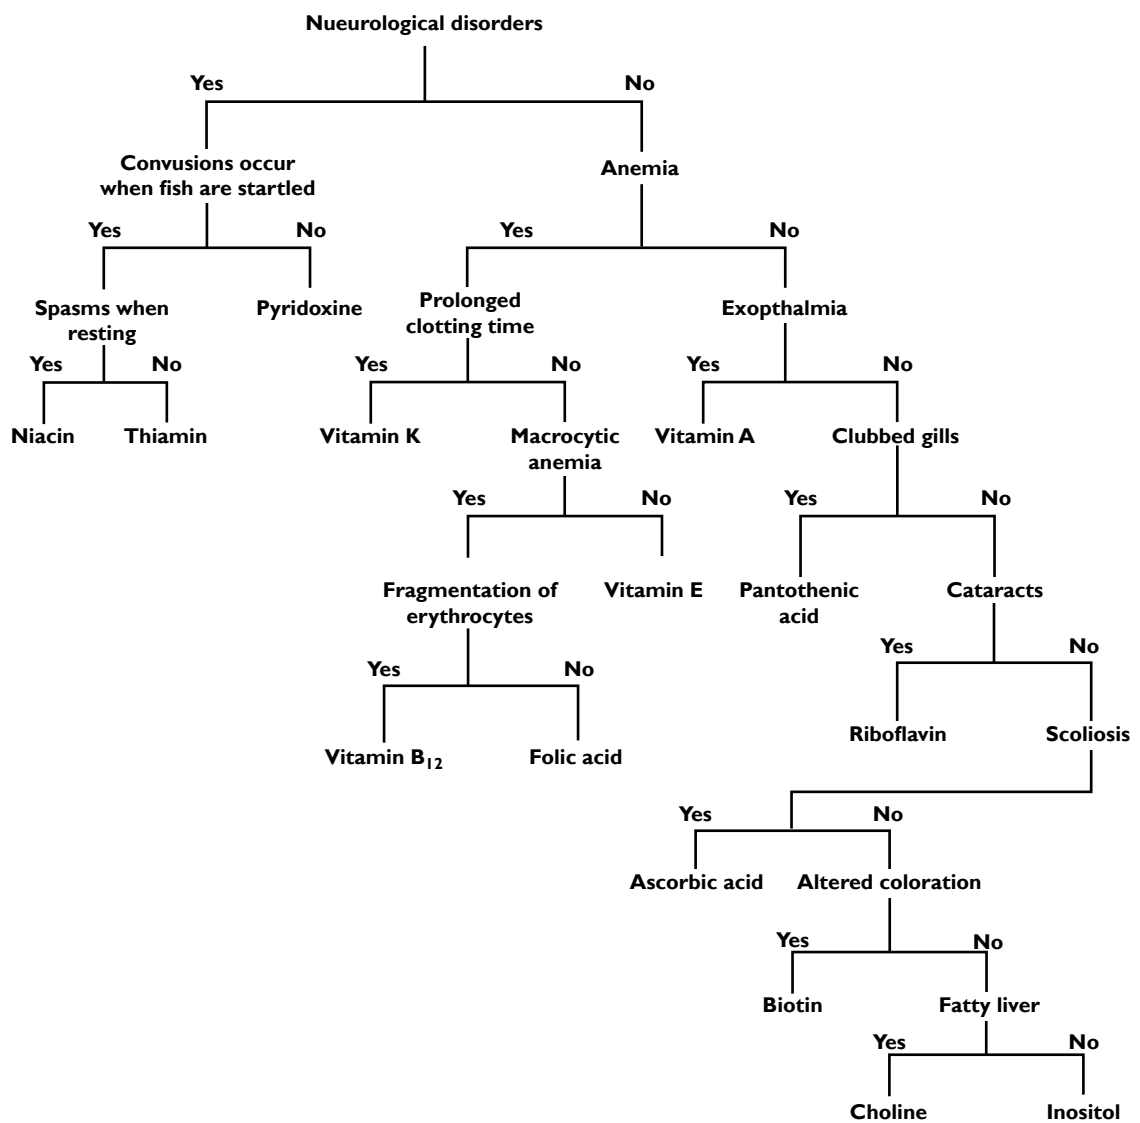 Nueurological disorders
Yes
No
Convusions occur
when fish are startled
Anemia
Yes
No
Yes
No
Spasms when
resting
Pyridoxine
Prolonged
clotting time
Exopthalmia
Yes
No
Yes
No
Yes
No
Niacin
Thiamin
Vitamin K
Macrocytic
anemia
Vitamin A
Clubbed gills
Yes
No
Yes
No
Fragmentation of
erythrocytes
Vitamin E
Pantothenic
acid
Cataracts
Yes
No
Yes
No
Vitamin B₁₂
Folic acid
Riboflavin
Scoliosis
Yes
No
Ascorbic acid
Altered coloration
Yes
No
Biotin
Fatty liver
Yes
No
Choline
Inositol